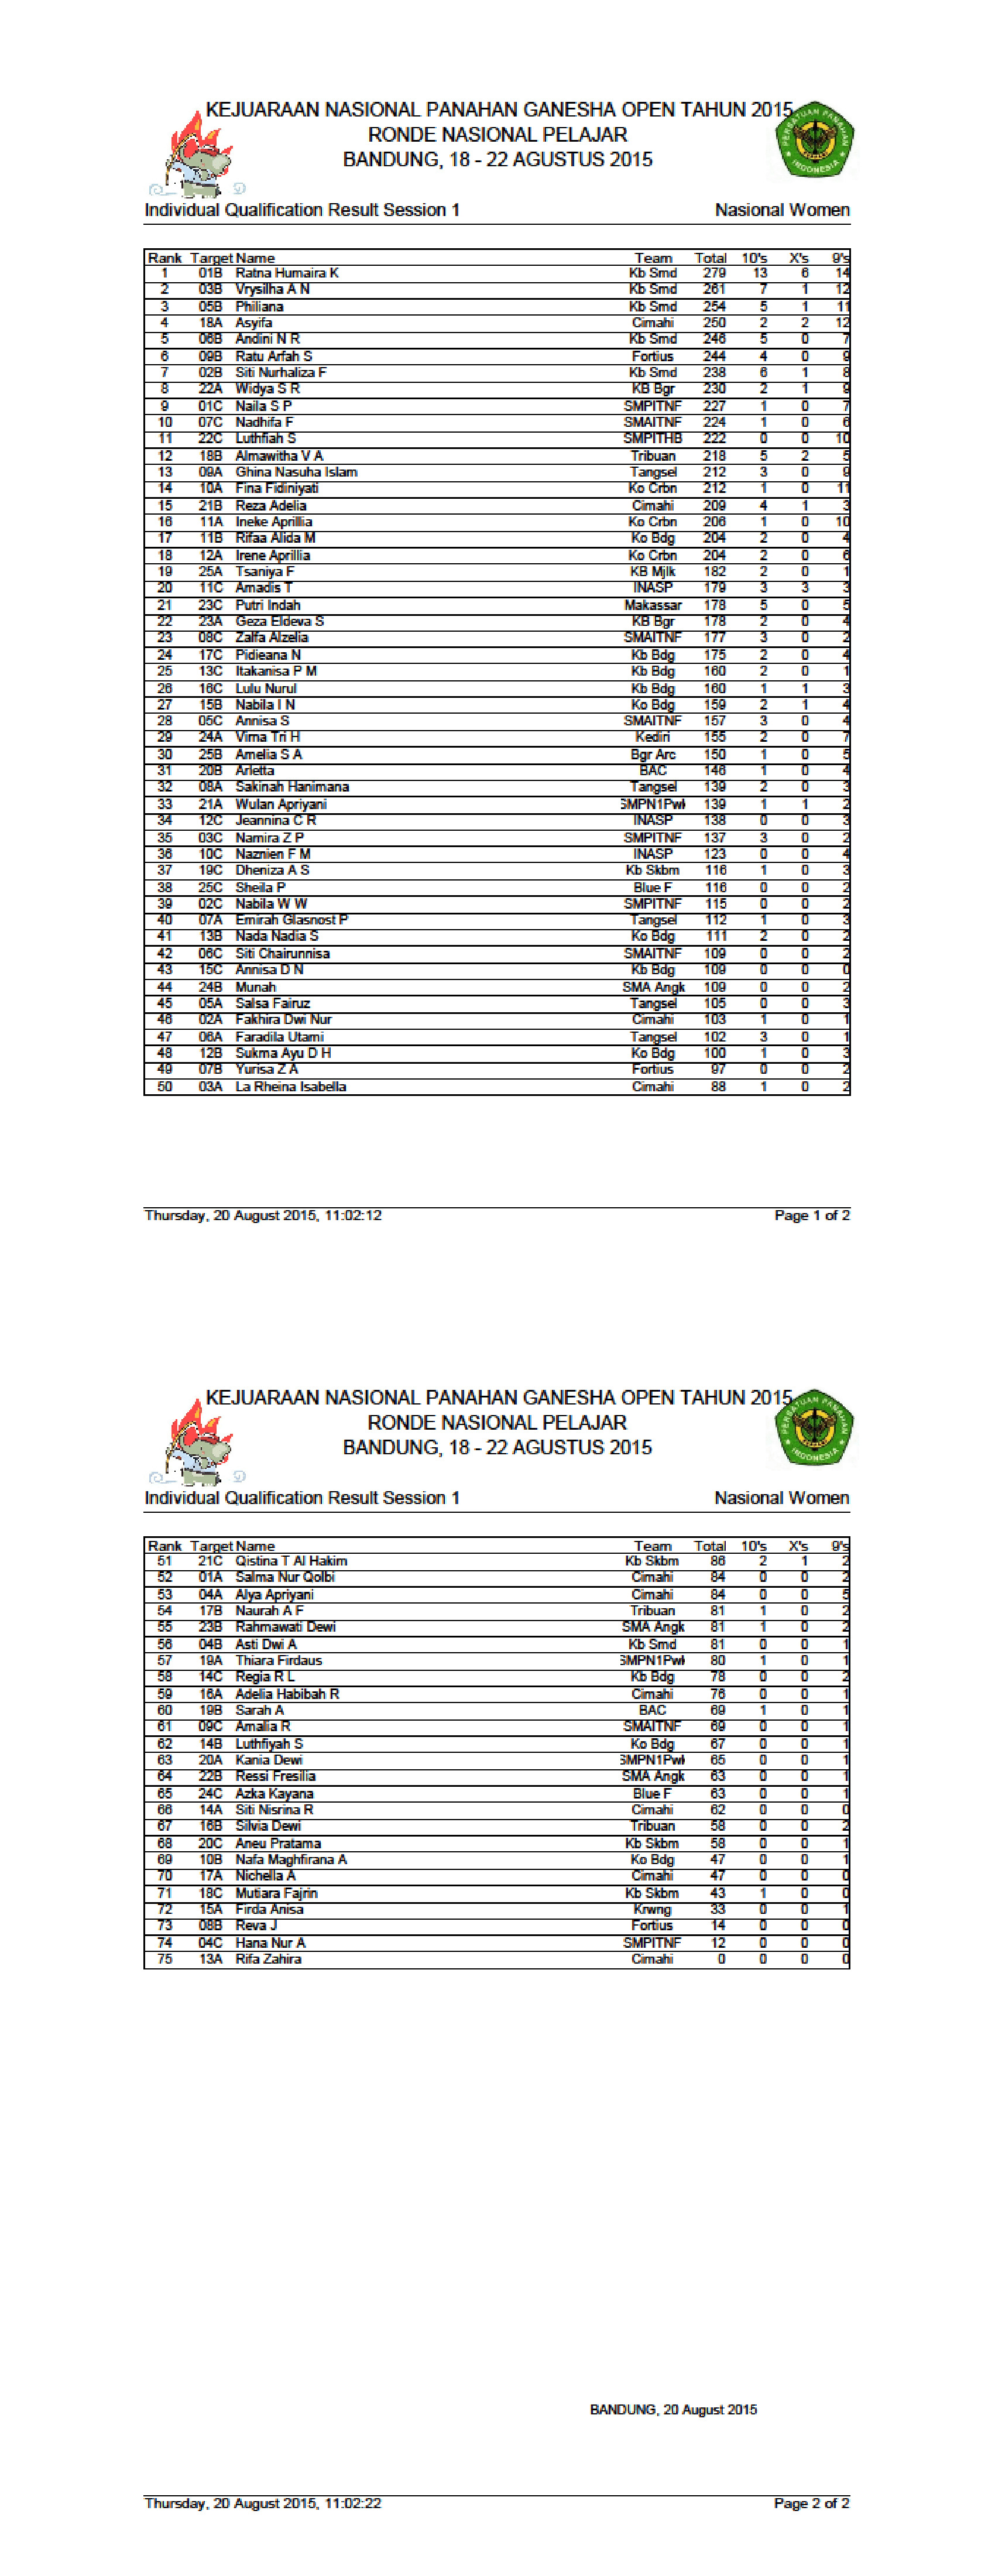 KEJUARAAN NASIONAL PANAHAN GANESHA OPEN TAHUN 2015
RONDE NASIONAL PELAJAR
BANDUNG, 18 - 22 AGUSTUS 2015
PERSATUAN PANAHAN INDONESIA
Individual Qualification Result Session 1 Nasional Women
Rank Target Name Team Total 10's X's 9's
1 01B Ratna Humaira K Kb Smd 279 13 6 14
2 03B Vrysilha A N Kb Smd 261 7 1 12
3 05B Philiana Kb Smd 254 5 1 11
4 18A Asyifa Cimahi 250 2 2 12
5 06B Andini N R Kb Smd 246 5 0 7
6 09B Ratu Arfah S Fortius 244 4 0 9
7 02B Siti Nurhaliza F Kb Smd 238 6 1 8
8 22A Widya S R KB Bgr 230 2 1 9
9 01C Naila S P SMPITNF 227 1 0 7
10 07C Nadhifa F SMAITNF 224 1 0 6
11 22C Luthfiah S SMPITHB 222 0 0 10
12 18B Almawitha V A Tribuan 218 5 2 5
13 09A Ghina Nasuha Islam Tangsel 212 3 0 9
14 10A Fina Fidiniyati Ko Crbn 212 1 0 11
15 21B Reza Adelia Cimahi 209 4 1 3
16 11A Ineke Aprillia Ko Crbn 206 1 0 10
17 11B Rifaa Alida M Ko Bdg 204 2 0 4
18 12A Irene Aprillia Ko Crbn 204 2 0 6
19 25A Tsaniya F KB Mjlk 182 2 0 1
20 11C Amadis T INASP 179 3 3 3
21 23C Putri Indah Makassar 178 5 0 5
22 23A Geza Eldeva S KB Bgr 178 2 0 4
23 08C Zalfa Alzelia SMAITNF 177 3 0 2
24 17C Pidieana N Kb Bdg 175 2 0 4
25 13C Itakanisa P M Kb Bdg 160 2 0 1
26 16C Lulu Nurul Kb Bdg 160 1 1 3
27 15B Nabila I N Ko Bdg 159 2 1 4
28 05C Annisa S SMAITNF 157 3 0 4
29 24A Virna Tri H Kediri 155 2 0 7
30 25B Amelia S A Bgr Arc 150 1 0 5
31 20B Arletta BAC 146 1 0 4
32 08A Sakinah Hanimana Tangsel 139 2 0 3
33 21A Wulan Apriyani SMPN1Pwk 139 1 1 2
34 12C Jeannina C R INASP 138 0 0 3
35 03C Namira Z P SMPITNF 137 3 0 2
36 10C Naznien F M INASP 123 0 0 4
37 19C Dheniza A S Kb Skbm 116 1 0 3
38 25C Sheila P Blue F 116 0 0 2
39 02C Nabila W W SMPITNF 115 0 0 2
40 07A Emirah Glasnost P Tangsel 112 1 0 3
41 13B Nada Nadia S Ko Bdg 111 2 0 2
42 06C Siti Chairunnisa SMAITNF 109 0 0 2
43 15C Annisa D N Kb Bdg 109 0 0 0
44 24B Munah SMA Angk 109 0 0 2
45 05A Salsa Fairuz Tangsel 105 0 0 3
46 02A Fakhira Dwi Nur Cimahi 103 1 0 1
47 06A Faradila Utami Tangsel 102 3 0 1
48 12B Sukma Ayu D H Ko Bdg 100 1 0 3
49 07B Yurisa Z A Fortius 97 0 0 2
50 03A La Rheina Isabella Cimahi 88 1 0 2
Thursday, 20 August 2015, 11:02:12 Page 1 of 2
KEJUARAAN NASIONAL PANAHAN GANESHA OPEN TAHUN 2015
RONDE NASIONAL PELAJAR
BANDUNG, 18 - 22 AGUSTUS 2015
PERSATUAN PANAHAN INDONESIA
Individual Qualification Result Session 1 Nasional Women
Rank Target Name Team Total 10's X's 9's
51 21C Qistina T Al Hakim Kb Skbm 86 2 1 2
52 01A Salma Nur Qolbi Cimahi 84 0 0 2
53 04A Alya Apriyani Cimahi 84 0 0 5
54 17B Naurah A F Tribuan 81 1 0 2
55 23B Rahmawati Dewi SMA Angk 81 1 0 2
56 04B Asti Dwi A Kb Smd 81 0 0 1
57 19A Thiara Firdaus SMPN1Pwk 80 1 0 1
58 14C Regia R L Kb Bdg 78 0 0 2
59 16A Adelia Habibah R Cimahi 76 0 0 1
60 19B Sarah A BAC 69 1 0 1
61 09C Amalia R SMAITNF 69 0 0 1
62 14B Luthfiyah S Ko Bdg 67 0 0 1
63 20A Kania Dewi SMPN1Pwk 65 0 0 1
64 22B Ressi Fresilia SMA Angk 63 0 0 1
65 24C Azka Kayana Blue F 63 0 0 1
66 14A Siti Nisrina R Cimahi 62 0 0 0
67 16B Silvia Dewi Tribuan 58 0 0 2
68 20C Aneu Pratama Kb Skbm 58 0 0 1
69 10B Nafa Maghfirana A Ko Bdg 47 0 0 1
70 17A Nichella A Cimahi 47 0 0 0
71 18C Mutiara Fajrin Kb Skbm 43 1 0 0
72 15A Firda Anisa Krwng 33 0 0 1
73 08B Reva J Fortius 14 0 0 0
74 04C Hana Nur A SMPITNF 12 0 0 0
75 13A Rifa Zahira Cimahi 0 0 0 0
BANDUNG, 20 August 2015
Thursday, 20 August 2015, 11:02:22 Page 2 of 2